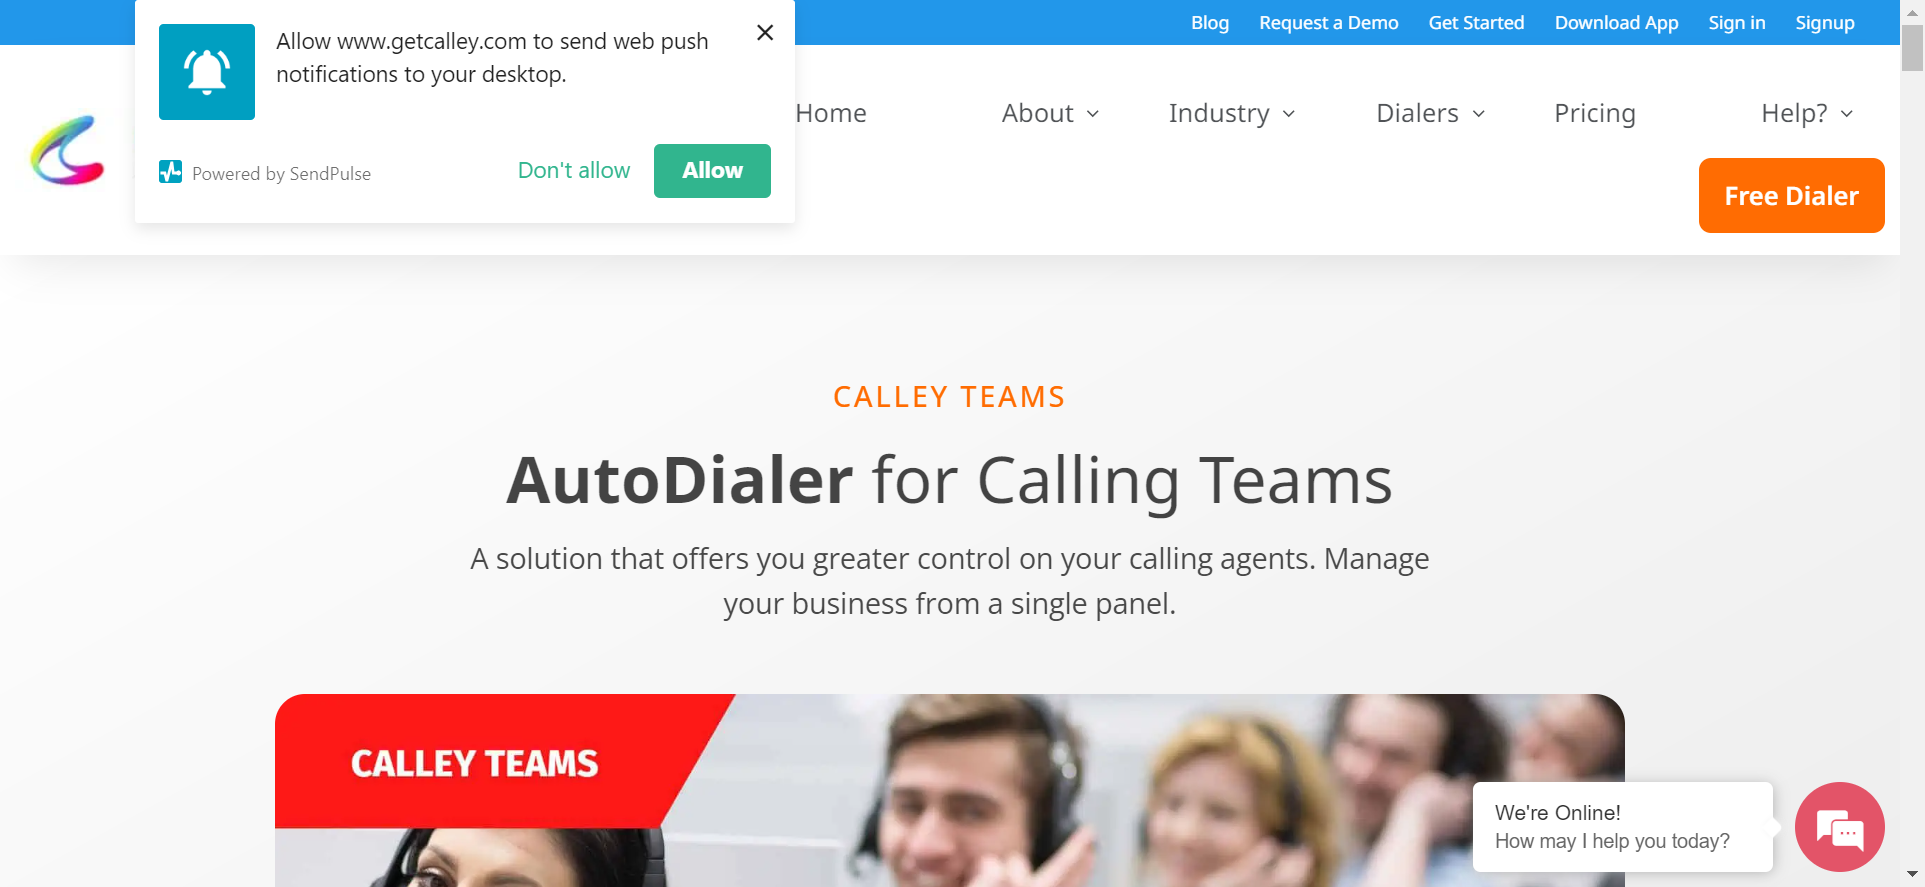 Allow www.getcalley.com to send web push
notifications to your desktop.
Powered by SendPulse
Don't allow
Allow
Blog
Request a Demo
Get Started
Download App
Sign in
Signup
Home
About
Industry
Dialers
Pricing
Help?
Free Dialer
CALLEY TEAMS
AutoDialer for Calling Teams
A solution that offers you greater control on your calling agents. Manage
your business from a single panel.
CALLEY TEAMS
We're Online!
How may I help you today?